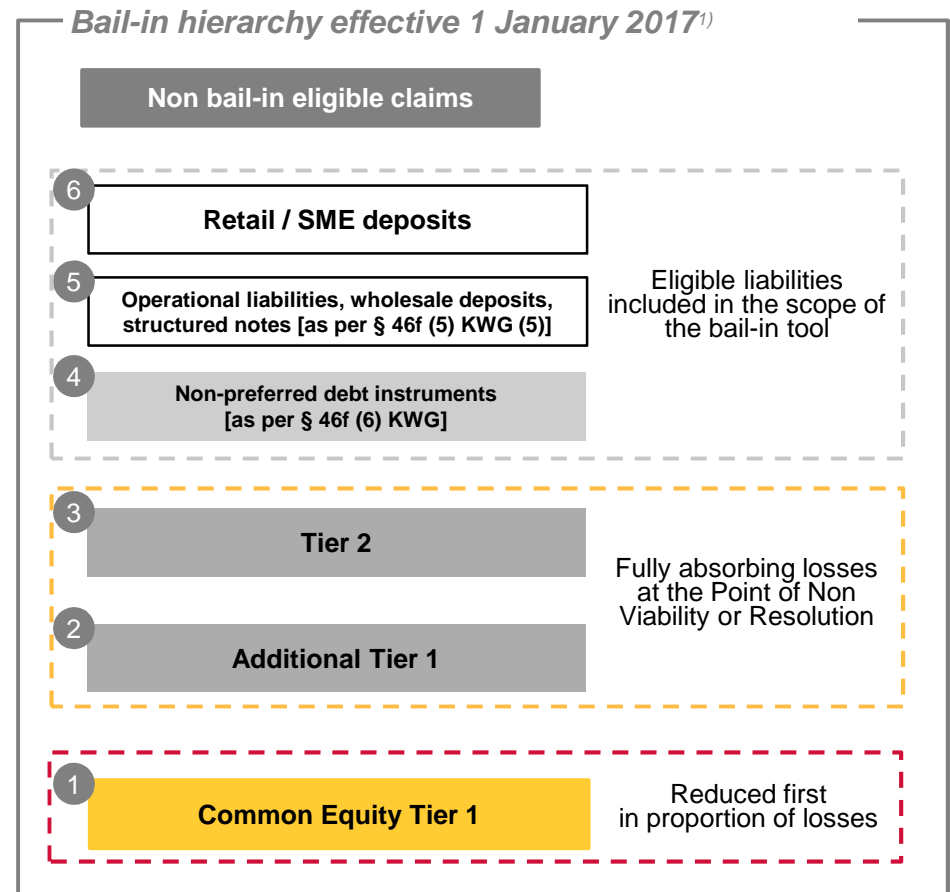 Bail-in hierarchy effective 1 January 2017¹⁾
Non bail-in eligible claims
6
Retail / SME deposits
5
Operational liabilities, wholesale deposits,
structured notes [as per § 46f (5) KWG (5)]
4
Non-preferred debt instruments
[as per § 46f (6) KWG]
Eligible liabilities
included in the scope of
the bail-in tool
3
Tier 2
2
Additional Tier 1
Fully absorbing losses
at the Point of Non
Viability or Resolution
1
Common Equity Tier 1
Reduced first
in proportion of losses